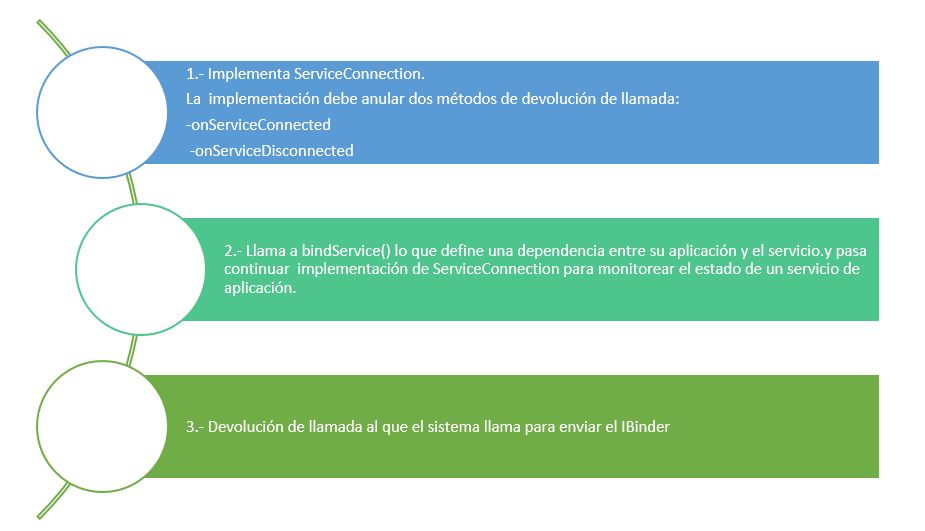 1.- Implementa ServiceConnection.
La  implementación debe anular dos métodos de devolución de llamada:
-onServiceConnected
-onServiceDisconnected
2.- Llama a bindService() lo que define una dependencia entre su aplicación y el servicio.y pasa
continuar  implementación de ServiceConnection para monitorear el estado de un servicio de
aplicación.
3.- Devolución de llamada al que el sistema llama para enviar el IBinder